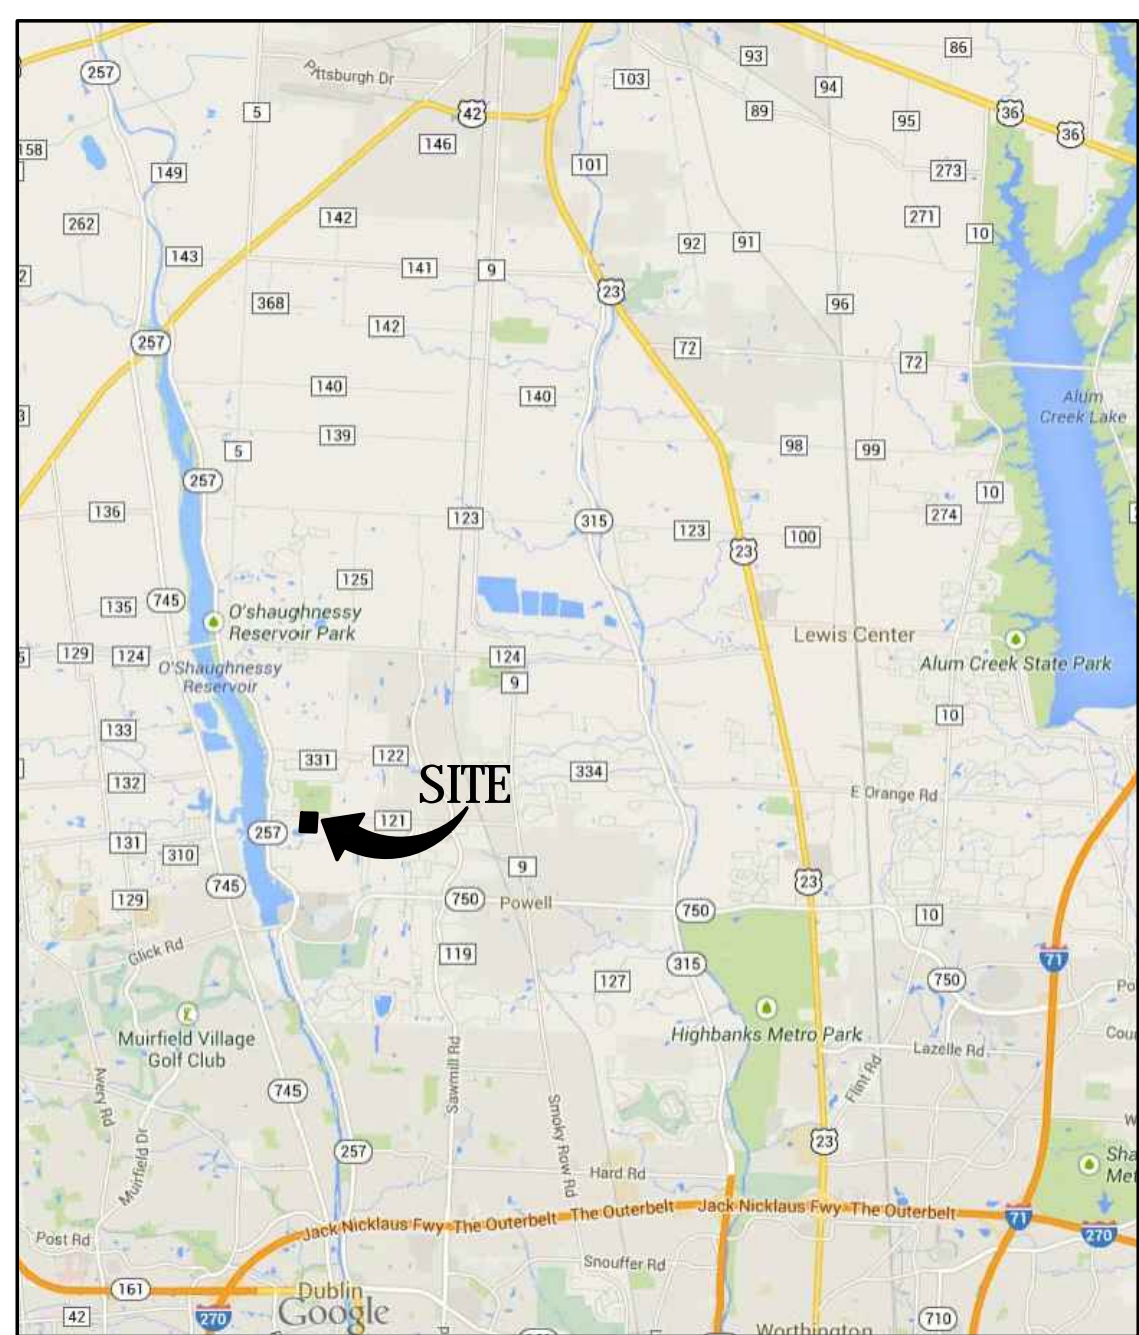 86
93
257
Pittsburgh Dr
103
94
89
36
5
42
95
36
146
158
101
149
273
142
271
262
10
92
91
143
141
9
23
368
96
142
257
72
72
140
140
Alum
Creek Lake
139
98
99
5
257
10
136
123
315
123
274
100
23
125
745
135
O'shaughnessy
Reservoir Park
Lewis Center
129
124
124
O'Shaughnessy
Reservoir
Alum Creek State Park
9
10
133
331
122
334
132
SITE
E Orange Rd
121
257
131
310
9
745
23
129
750
Powell
750
10
Glick Rd
119
71
315
127
750
Muirfield Village
Golf Club
Highbanks Metro Park
Lazelle Rd
Avery Rd
Sawmill Rd
Flint Rd
745
Smoky Row Rd
Muirfield Dr
257
23
Hard Rd
Jack Nicklaus Fwy
The Outerbelt
The Outerbelt
Jack Nicklaus Fwy
The Outerbelt
71
270
Post Rd
Snouffer Rd
161
Dublin
Google
42
270
710
Worthington